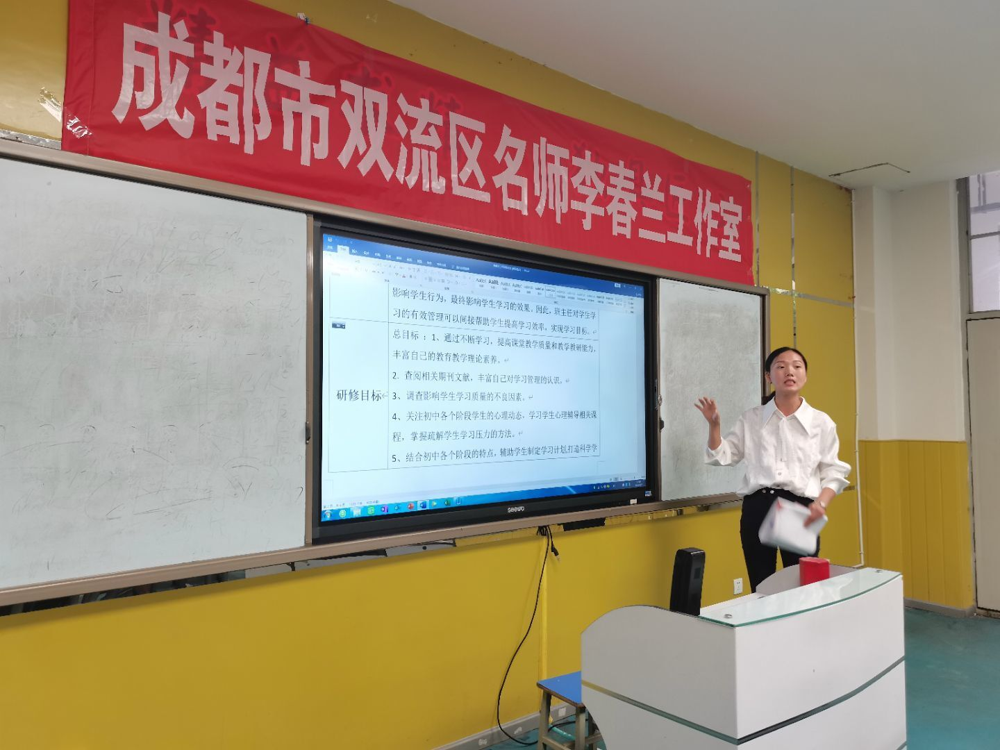 成都市双流区名师李春兰工作室
影响学生行为，最终影响学生学习的效果。因此，班主任对学生学
习的有效管理可以间接帮助学生提高学习效率，实现学习目标。
研修目标
总目标：1、通过不断学习，提高课堂教学质量和教学教研能力，
丰富自己的教育教学理论素养。
2. 查阅相关期刊文献，丰富自己对学习管理的认识。
3、调查影响学生学习质量的不良因素。
4、关注初中各个阶段学生的心理动态，学习学生心理辅导相关课
程，掌握疏解学生学习压力的方法。
5、结合初中各个阶段的特点，辅助学生制定学习计划,打造科学学
seewo